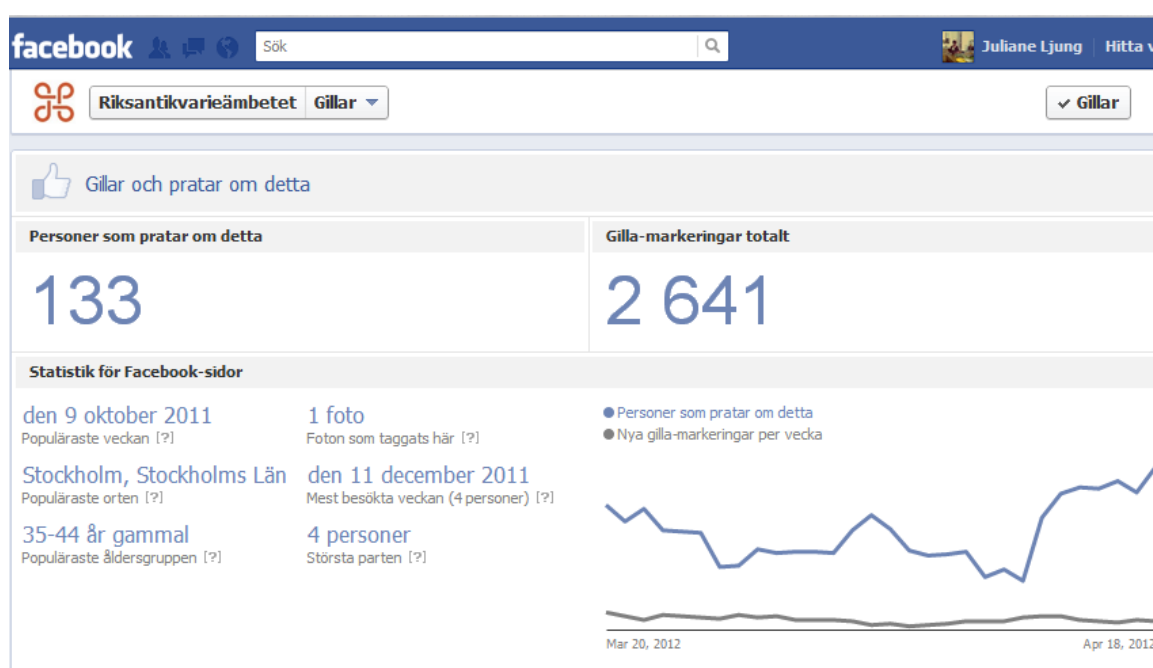 facebook Sök Juliane Ljung Hitta v
Riksantikvarieämbetet Gillar Gillar
Gillar och pratar om detta
Personer som pratar om detta
133
Gilla-markeringar totalt
2 641
Statistik för Facebook-sidor
den 9 oktober 2011
Populäraste veckan [?]
1 foto
Foton som taggats här [?]
Stockholm, Stockholms Län
Populäraste orten [?]
den 11 december 2011
Mest besökta veckan (4 personer) [?]
35-44 år gammal
Populäraste åldersgruppen [?]
4 personer
Största parten [?]
Personer som pratar om detta
Nya gilla-markeringar per vecka
Mar 20, 2012
Apr 18, 2012